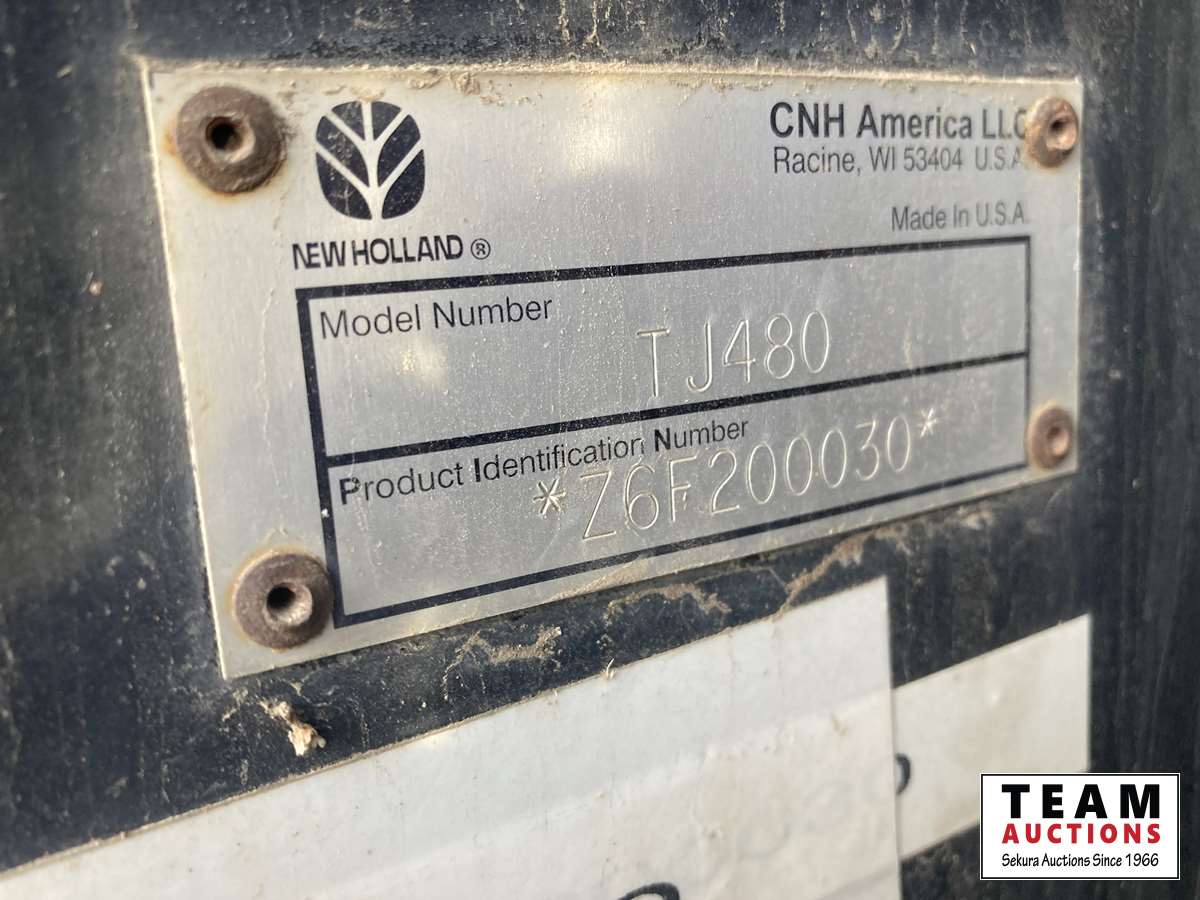 CNH America LLC
Racine, WI 53404 U.S.A.
Made In U.S.A.
NEW HOLLAND ®
Model Number
TJ480
Product Identification Number
*Z6F200030*
TEAM
AUCTIONS
Sekura Auctions Since 1966